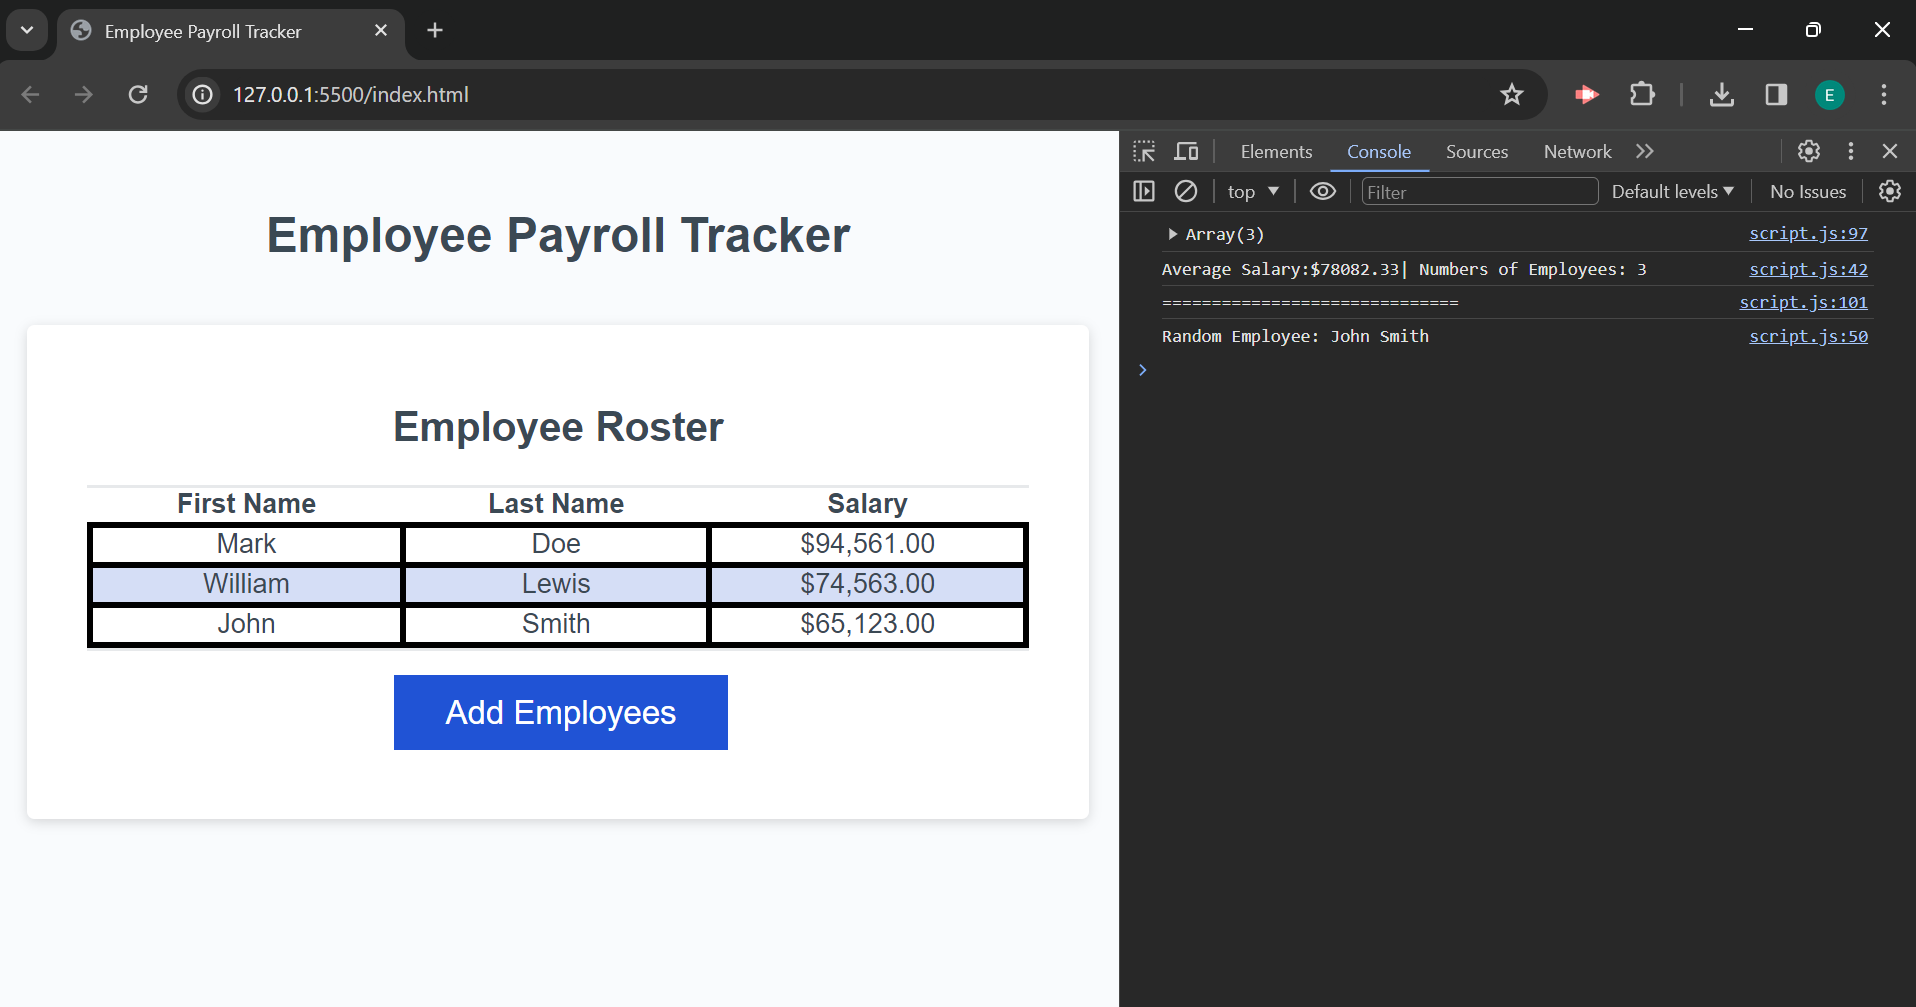 Employee Payroll Tracker
127.0.0.1:5500/index.html
E
Employee Payroll Tracker
Employee Roster
First Name Last Name Salary
Mark Doe $94,561.00
William Lewis $74,563.00
John Smith $65,123.00
Add Employees
Elements Console Sources Network
top Filter Default levels No Issues
Array(3) script.js:97
Average Salary:$78082.33| Numbers of Employees: 3 script.js:42
============================== script.js:101
Random Employee: John Smith script.js:50